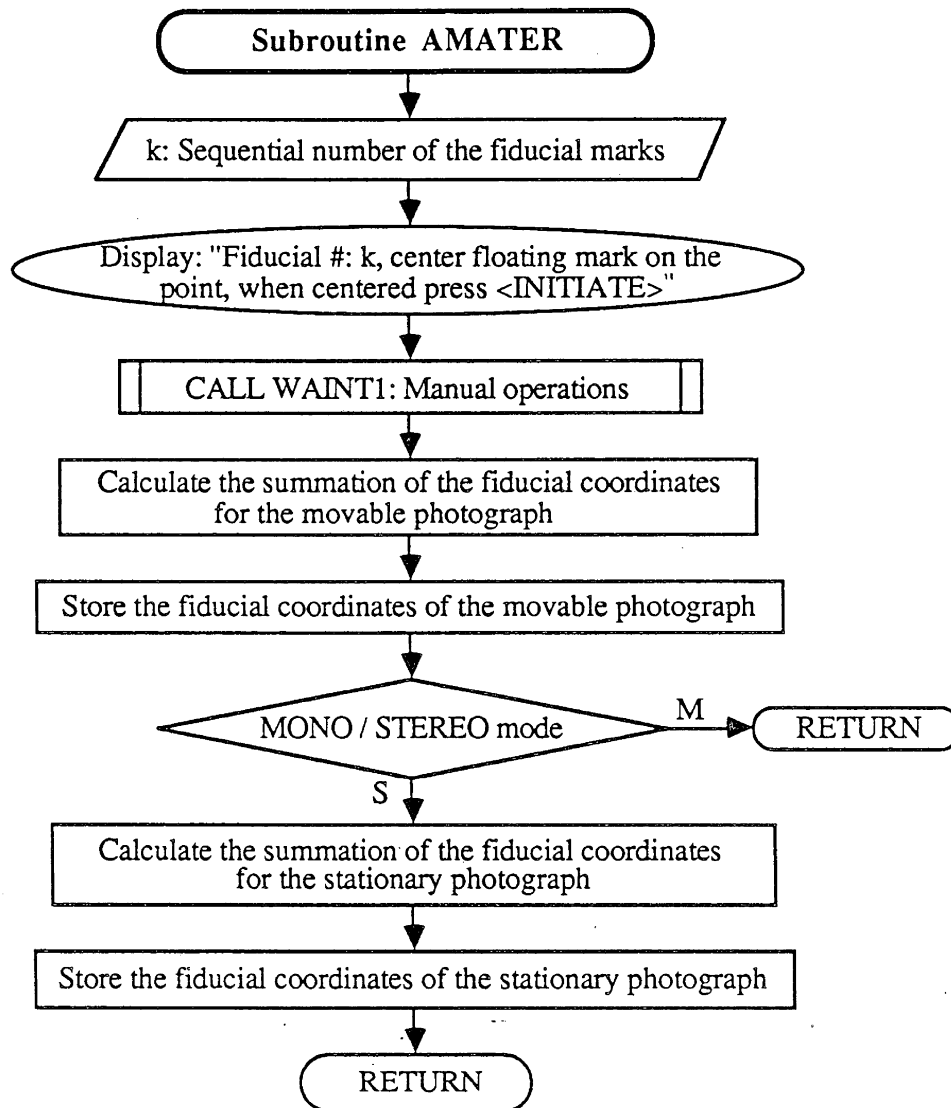 Subroutine AMATER
k: Sequential number of the fiducial marks
Display: "Fiducial #: k, center floating mark on the
point, when centered press <INITIATE>"
CALL WAINT1: Manual operations
Calculate the summation of the fiducial coordinates
for the movable photograph
Store the fiducial coordinates of the movable photograph
MONO / STEREO mode
M
RETURN
S
Calculate the summation of the fiducial coordinates
for the stationary photograph
Store the fiducial coordinates of the stationary photograph
RETURN